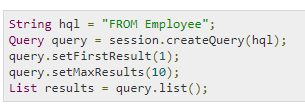 String hql = "FROM Employee";
Query query = session.createQuery(hql);
query.setFirstResult(1);
query.setMaxResults(10);
List results = query.list();